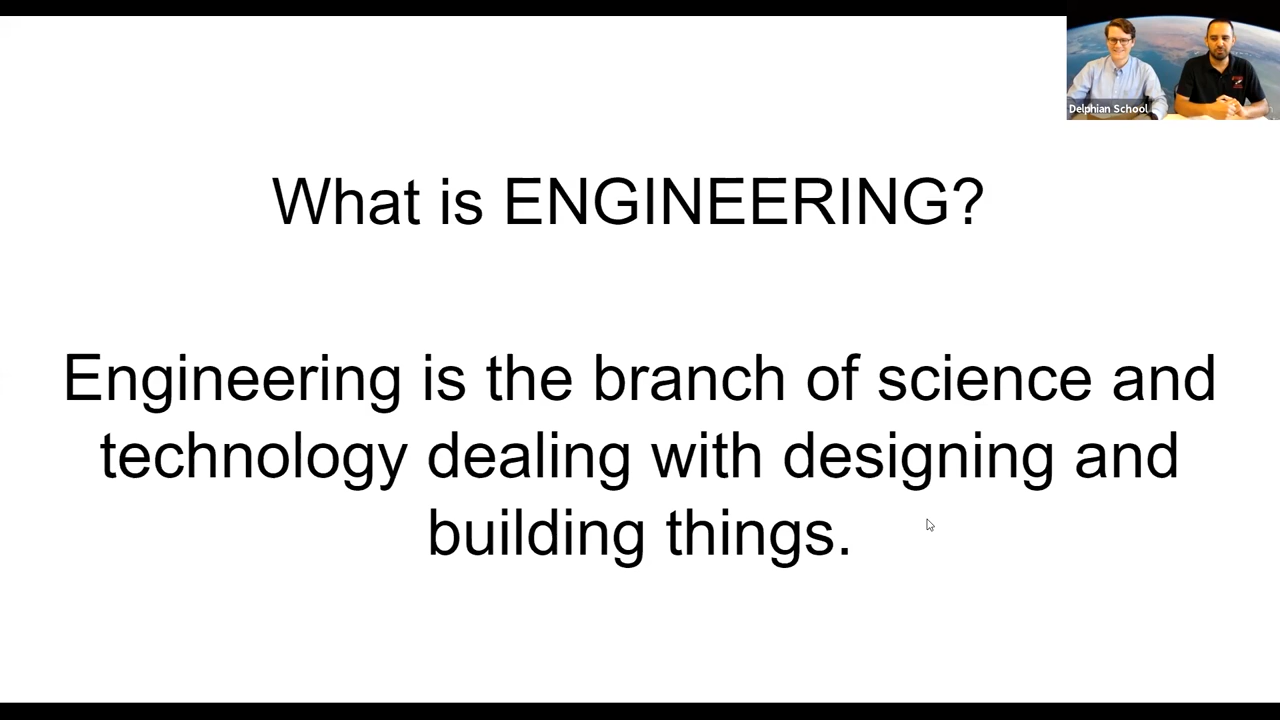 Delphian School
What is ENGINEERING?
Engineering is the branch of science and
technology dealing with designing and
building things.